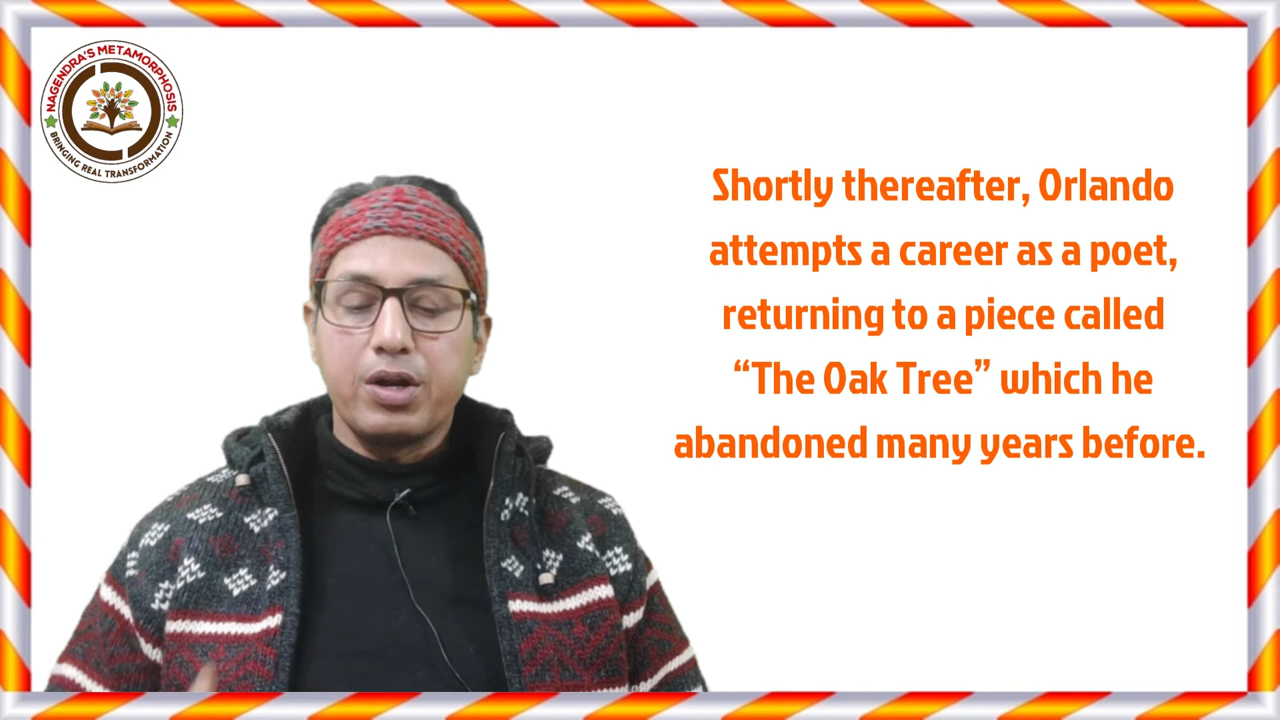 NAGENDRA'S METAMORPHOSIS
BRINGING REAL TRANSFORMATION
Shortly thereafter, Orlando
attempts a career as a poet,
returning to a piece called
“The Oak Tree” which he
abandoned many years before.